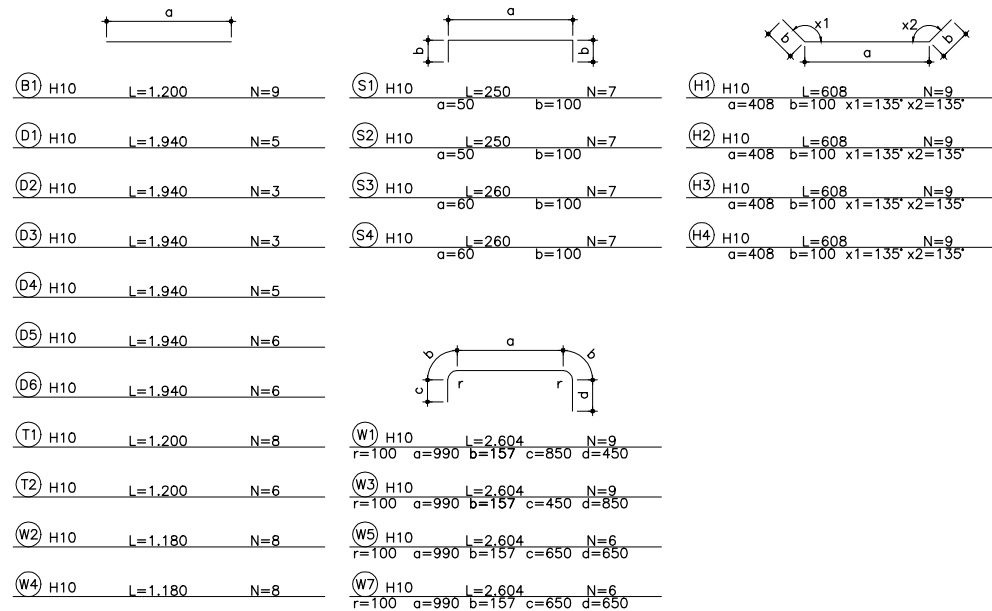 a
B1 H10 L=1.200 N=9
D1 H10 L=1.940 N=5
D2 H10 L=1.940 N=3
D3 H10 L=1.940 N=3
D4 H10 L=1.940 N=5
D5 H10 L=1.940 N=6
D6 H10 L=1.940 N=6
T1 H10 L=1.200 N=8
T2 H10 L=1.200 N=6
W2 H10 L=1.180 N=8
W4 H10 L=1.180 N=8
a
b b
S1 H10 L=250 N=7
a=50 b=100
S2 H10 L=250 N=7
a=50 b=100
S3 H10 L=260 N=7
a=60 b=100
S4 H10 L=260 N=7
a=60 b=100
b a b
c r r d
W1 H10 L=2.604 N=9
r=100 a=990 b=157 c=850 d=450
W3 H10 L=2.604 N=9
r=100 a=990 b=157 c=450 d=850
W5 H10 L=2.604 N=6
r=100 a=990 b=157 c=650 d=650
W7 H10 L=2.604 N=6
r=100 a=990 b=157 c=650 d=650
x1 x2
b a b
H1 H10 L=608 N=9
a=408 b=100 x1=135° x2=135°
H2 H10 L=608 N=9
a=408 b=100 x1=135° x2=135°
H3 H10 L=608 N=9
a=408 b=100 x1=135° x2=135°
H4 H10 L=608 N=9
a=408 b=100 x1=135° x2=135°